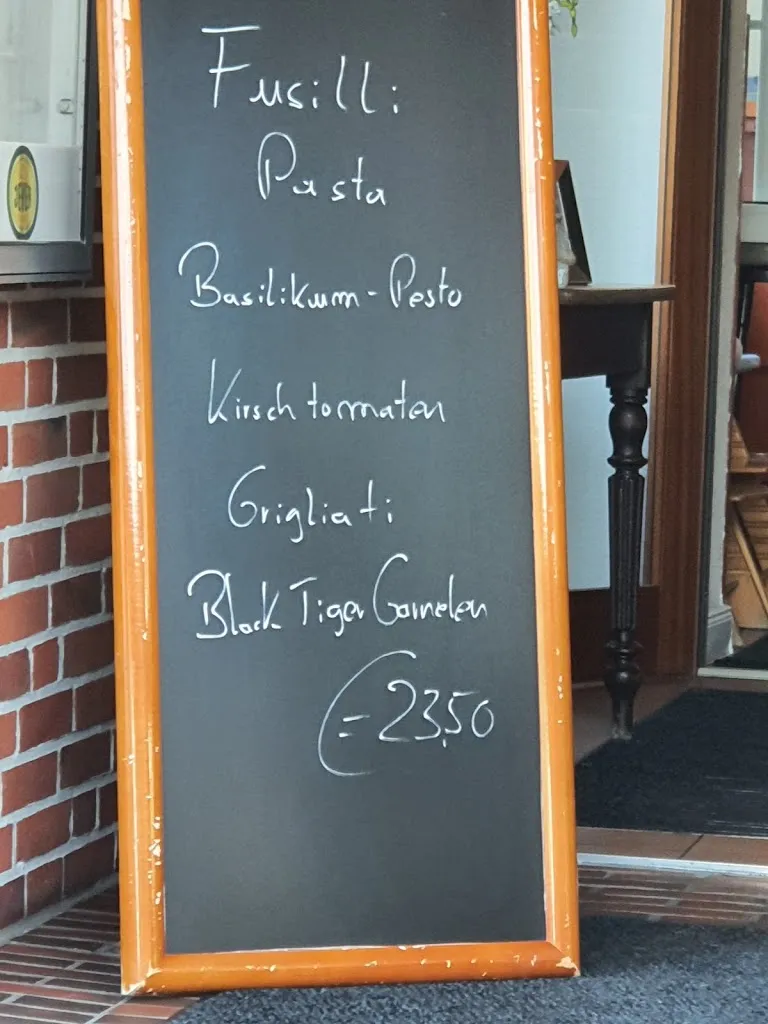 Fusilli
Pasta
Basilikum-Pesto
Kirschtomaten
Grigliati
Black Tiger Garnelen
€ 23,50